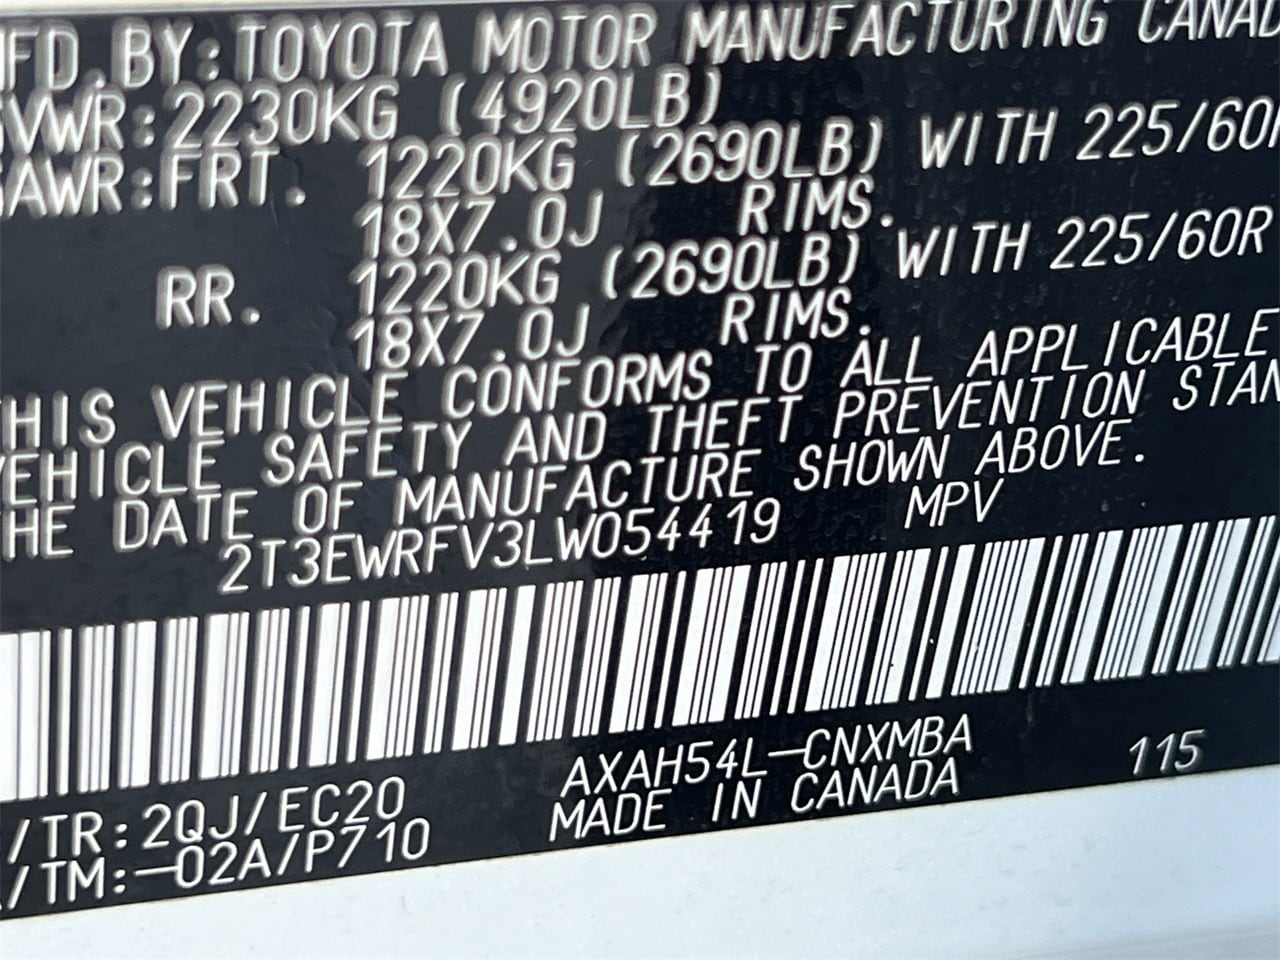 MFD.BY:TOYOTA MOTOR MANUFACTURING CANAD
GVWR:2230KG (4920LB)
GAWR:FRT. 1220KG (2690LB) WITH 225/60R
18X7.0J RIMS.
RR. 1220KG (2690LB) WITH 225/60R
18X7.0J RIMS.
THIS VEHICLE CONFORMS TO ALL APPLICABLE
VEHICLE SAFETY AND THEFT PREVENTION STAN
THE DATE OF MANUFACTURE SHOWN ABOVE.
2T3EWRFV3LW054419 MPV
/TR:2QJ/EC20 AXAH54L-CNXMBA 115
/TM:-02A/P710 MADE IN CANADA